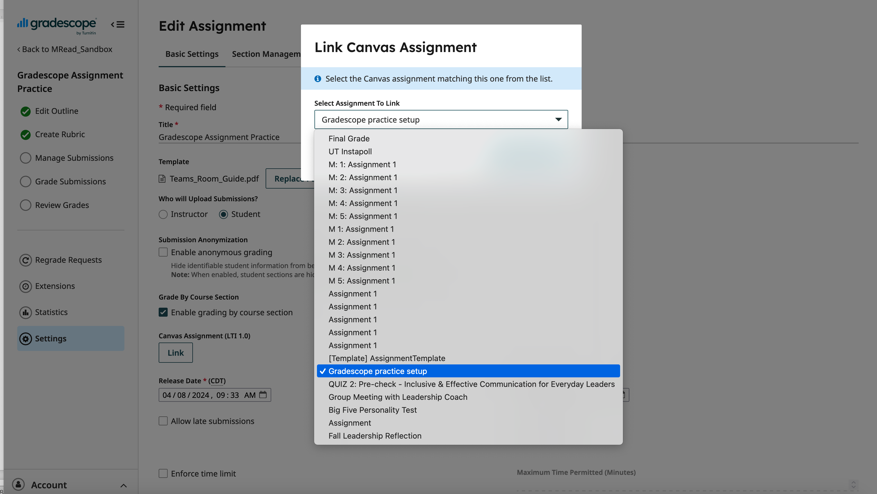 gradescope
by Turnitin
Edit Assignment
Link Canvas Assignment
Back to MRead_Sandbox
Basic Settings
Section Managem
Select the Canvas assignment matching this one from the list.
Gradescope Assignment
Practice
Edit Outline
Create Rubric
Manage Submissions
Grade Submissions
Review Grades
Regrade Requests
Extensions
Statistics
Settings
Account
Basic Settings
* Required field
Title *
Gradescope Assignment Practice
Template
Teams_Room_Guide.pdf
Replac
Who will Upload Submissions?
Instructor
Student
Submission Anonymization
Enable anonymous grading
Hide identifiable student information from be
Note: When enabled, student sections are hid
Grade By Course Section
Enable grading by course section
Canvas Assignment (LTI 1.0)
Link
Release Date * (CDT)
04/08/2024, 09:33 AM
Allow late submissions
Enforce time limit
Maximum Time Permitted (Minutes)
Select Assignment To Link
Gradescope practice setup
Final Grade
UT Instapoll
M: 1: Assignment 1
M: 2: Assignment 1
M: 3: Assignment 1
M: 4: Assignment 1
M: 5: Assignment 1
M 1: Assignment 1
M 2: Assignment 1
M 3: Assignment 1
M 4: Assignment 1
M 5: Assignment 1
Assignment 1
Assignment 1
Assignment 1
Assignment 1
Assignment 1
[Template] AssignmentTemplate
Gradescope practice setup
QUIZ 2: Pre-check - Inclusive & Effective Communication for Everyday Leaders
Group Meeting with Leadership Coach
Big Five Personality Test
Assignment
Fall Leadership Reflection